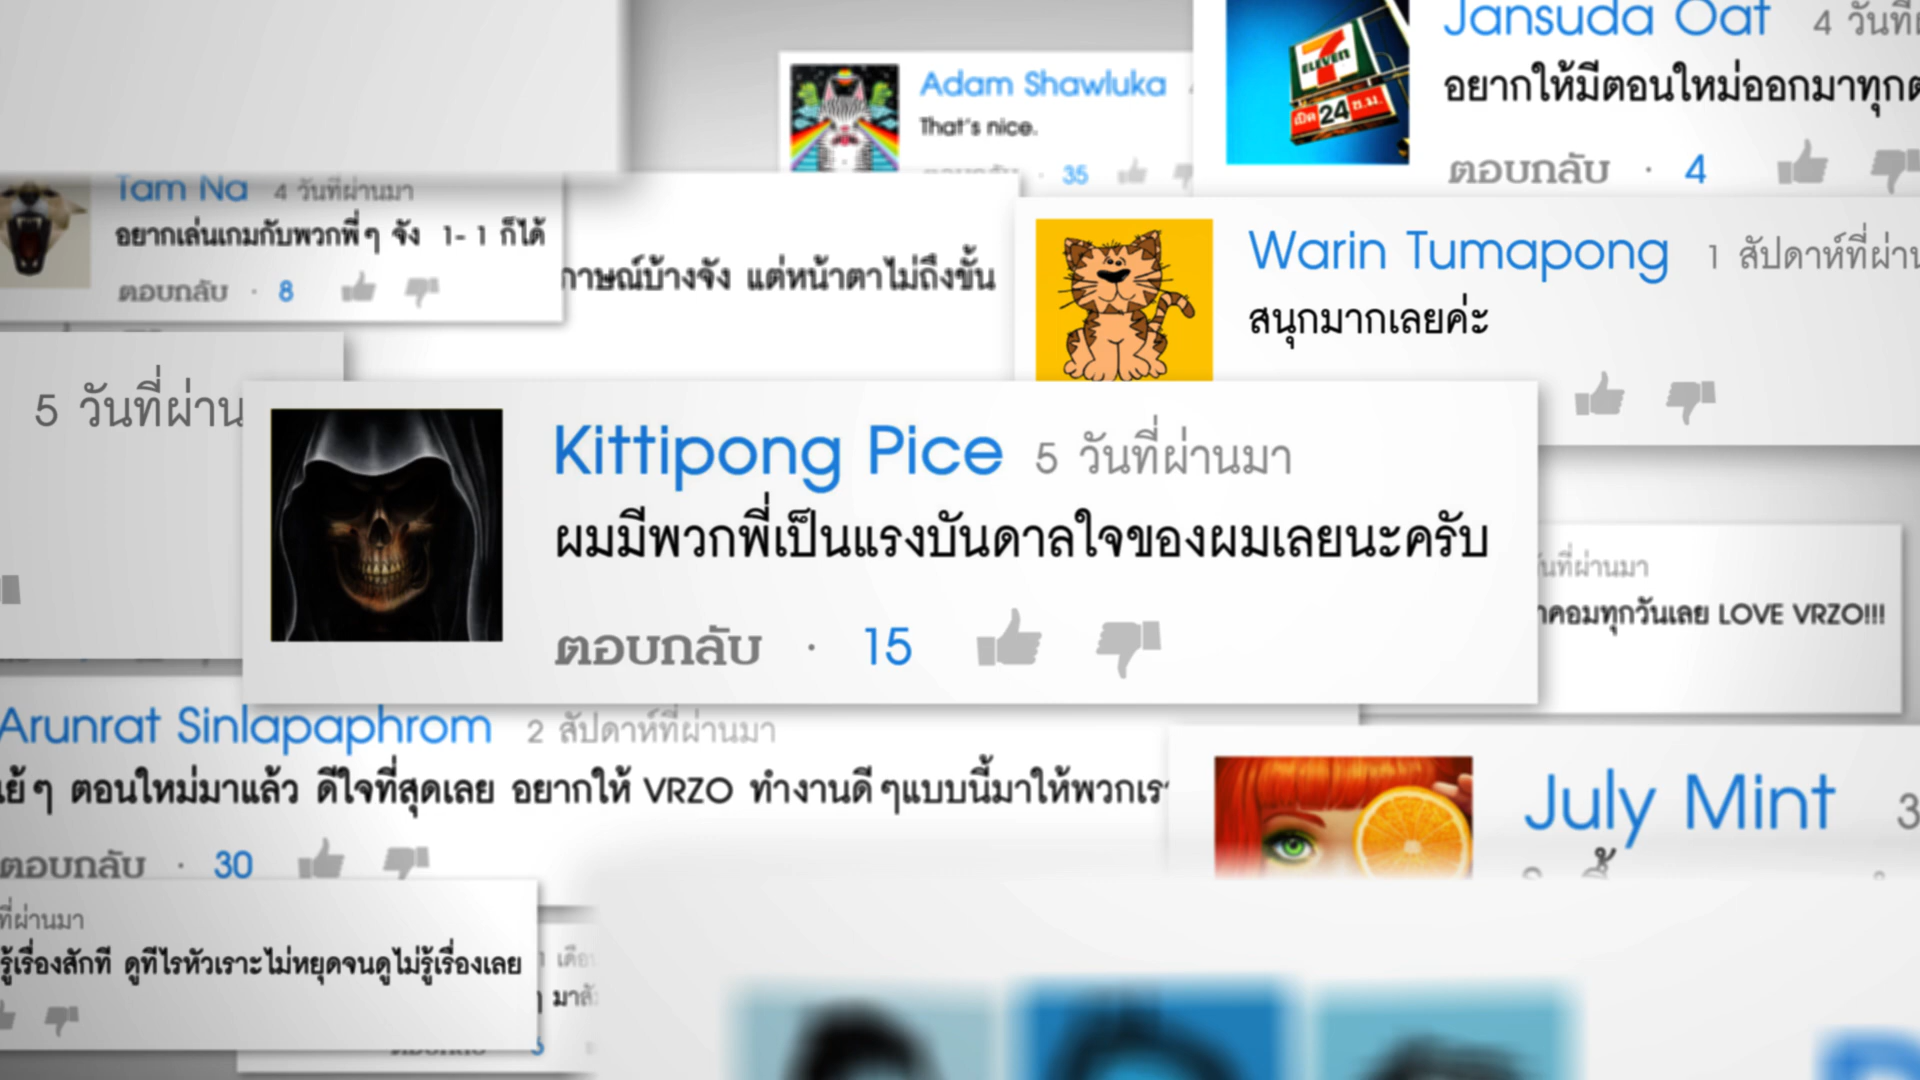 Jansuda Oat 4
อยากให้มีตอนใหม่ออกมาทุก
ตอบกลับ · 4
7
ELEVEN
เปิด 24 ช.ม.
Adam Shawluka
That's nice.
35
Tam Na 4 วันที่ผ่านมา
อยากเล่นเกมกับพวกพี่ๆ จัง 1- 1 ก็ได้
ตอบกลับ · 8
แต่หน้าตาไม่ถึงขั้น
Warin Tumapong 1 สัปดาห์ที่ผ่าน
สนุกมากเลยค่ะ
5 วันที่ผ่าน
Kittipong Pice 5 วันที่ผ่านมา
ผมมีพวกพี่เป็นแรงบันดาลใจของผมเลยนะครับ
ตอบกลับ · 15
วันที่ผ่านมา
คอมทุกวันเลย LOVE VRZO!!!
Arunrat Sinlapaphrom 2 สัปดาห์ที่ผ่านมา
ย้ๆ ตอนใหม่มาแล้ว ดีใจที่สุดเลย อยากให้ VRZO ทำงานดีๆแบบนี้มาให้พวกเรา
ตอบกลับ · 30
July Mint 3
ที่ผ่านมา
รู้เรื่องสักที ดูทีไรหัวเราะไม่หยุดจนดูไม่รู้เรื่องเลย
1 เดือน